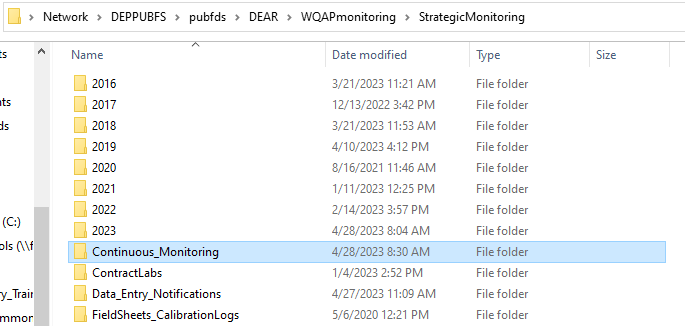 Network > DEPPUBFS > pubfds > DEAR > WQAPmonitoring > StrategicMonitoring
Name Date modified Type Size
2016 3/21/2023 11:21 AM File folder
2017 12/13/2022 3:42 PM File folder
2018 3/21/2023 11:53 AM File folder
2019 4/10/2023 4:12 PM File folder
2020 8/16/2021 11:46 AM File folder
2021 1/11/2023 12:25 PM File folder
2022 2/14/2023 3:57 PM File folder
2023 4/28/2023 8:04 AM File folder
(C:) Continuous_Monitoring 4/28/2023 8:30 AM File folder
ols (\\f ContractLabs 1/4/2023 2:52 PM File folder
ry_Train Data_Entry_Notifications 4/27/2023 11:09 AM File folder
ommon FieldSheets_CalibrationLogs 5/6/2020 12:21 PM File folder